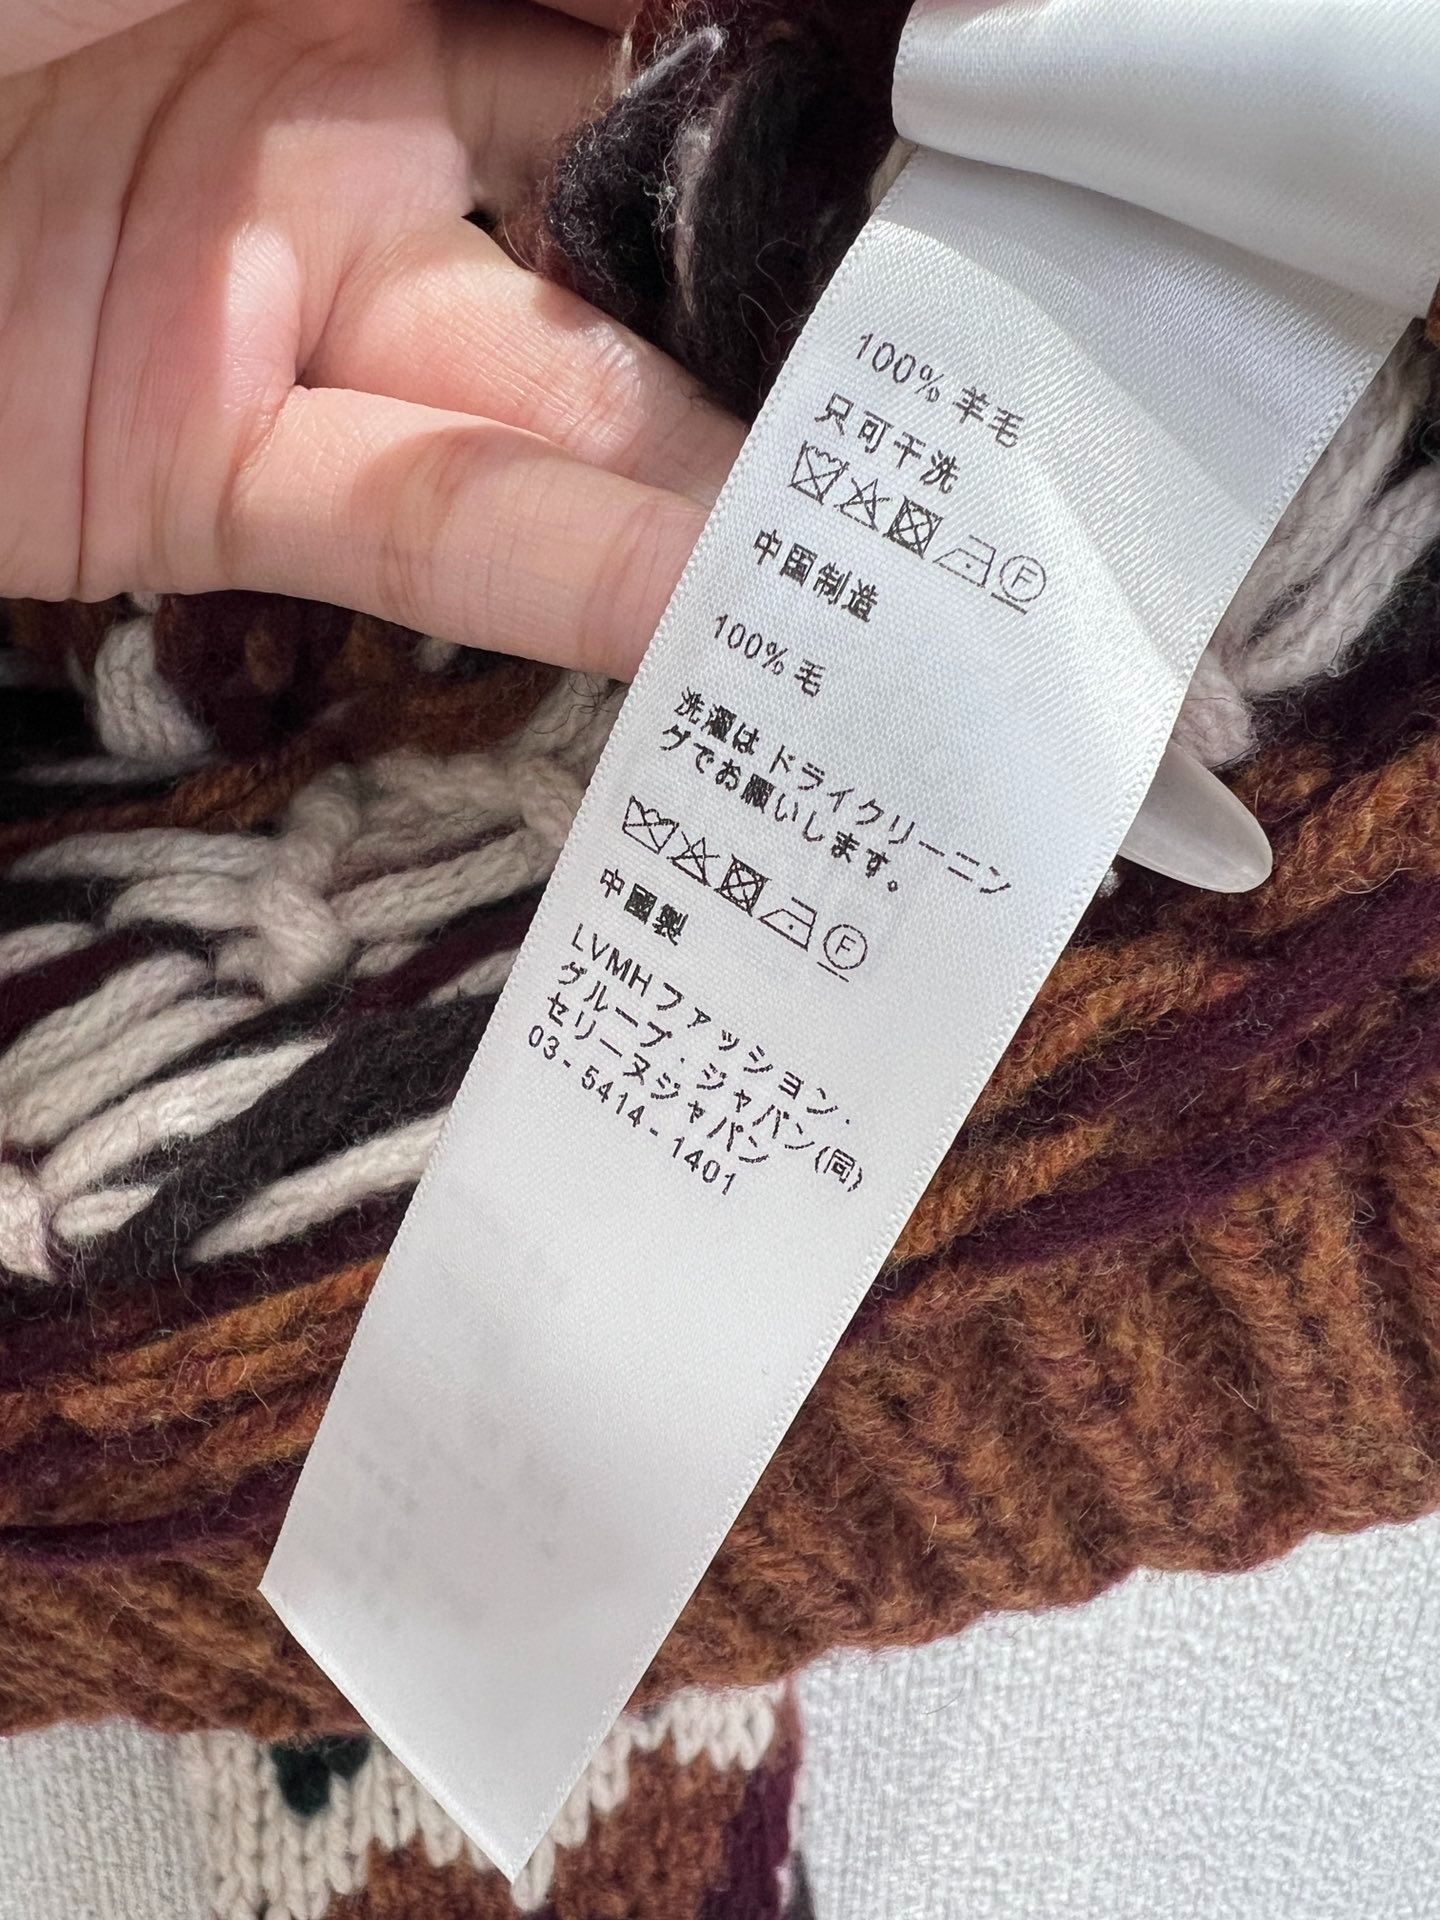 100% 羊毛
只可干洗
F
中国制造
100% 毛
洗濯は ドライクリーニン
グでお願いします。
F
中國製
LVMHファッション・
グループ・ジャパン(同)
セリーヌジャパン
03-5414-1401